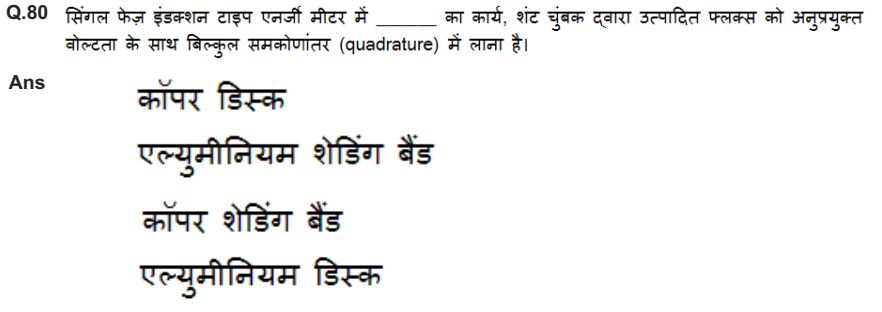 Q.80 सिंगल फेज़ इंडक्शन टाइप एनर्जी मीटर में _______ का कार्य, शंट चुंबक द्वारा उत्पादित फ्लक्स को अनुप्रयुक्त
वोल्टता के साथ बिल्कुल समकोणांतर (quadrature) में लाना है।
Ans
कॉपर डिस्क
एल्युमीनियम शेडिंग बैंड
कॉपर शेडिंग बैंड
एल्युमीनियम डिस्क